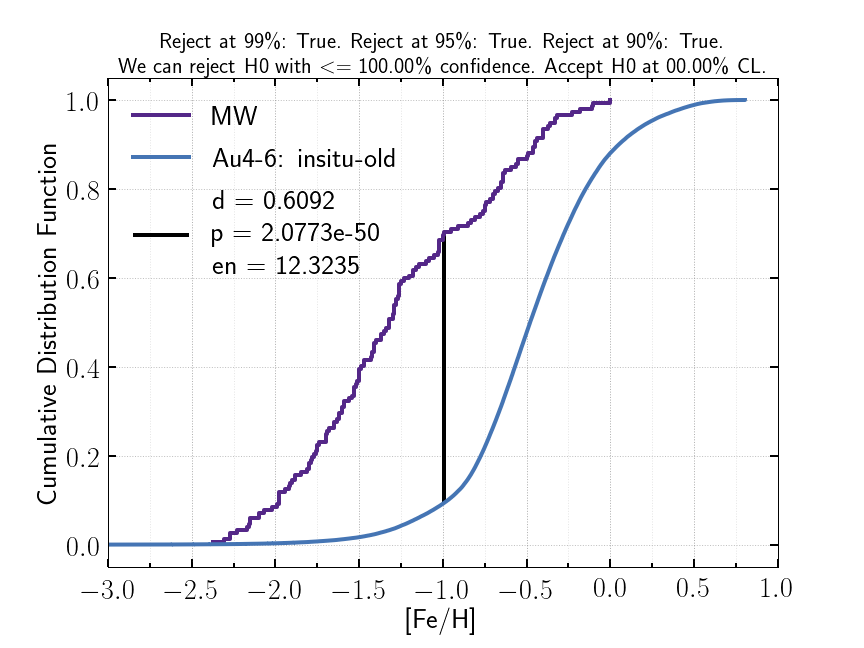 Reject at 99%: True. Reject at 95%: True. Reject at 90%: True.
We can reject H0 with <= 100.00% confidence. Accept H0 at 00.00% CL.
MW
Au4-6: insitu-old
d = 0.6092
p = 2.0773e-50
en = 12.3235
Cumulative Distribution Function
1.0
0.8
0.6
0.4
0.2
0.0
−3.0 −2.5 −2.0 −1.5 −1.0 −0.5 0.0 0.5 1.0
[Fe/H]